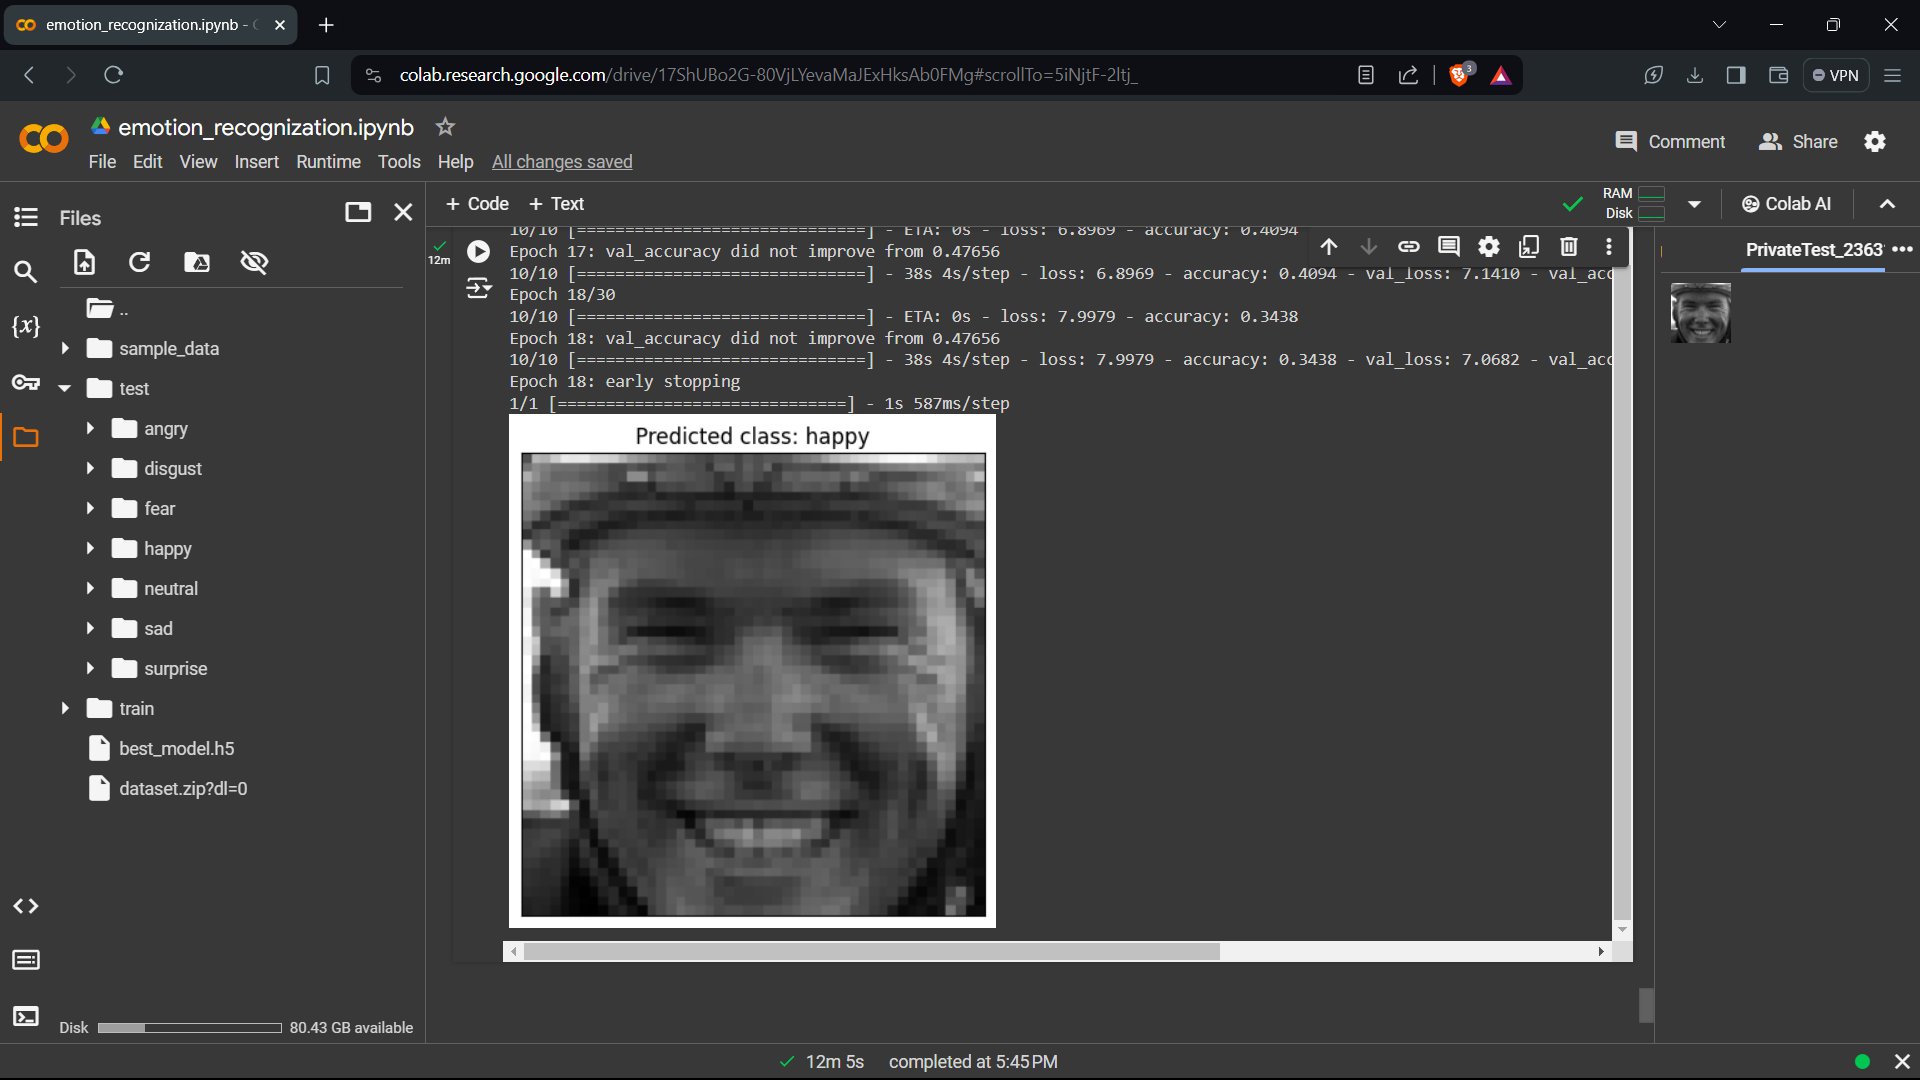 emotion_recognization.ipynb -
colab.research.google.com/drive/17ShUBo2G-80VjLYevaMaJExHksAb0FMg#scrollTo=5iNjtF-2ltj_
3
VPN
emotion_recognization.ipynb
Comment
Share
File Edit View Insert Runtime Tools Help All changes saved
Files
+ Code + Text
RAM
Disk
Colab AI
..
sample_data
test
angry
disgust
fear
happy
neutral
sad
surprise
train
best_model.h5
dataset.zip?dl=0
{x}
Disk
80.43 GB available
12m
10/10 [==============================] - ETA: 0s - loss: 6.8969 - accuracy: 0.4094
Epoch 17: val_accuracy did not improve from 0.47656
10/10 [==============================] - 38s 4s/step - loss: 6.8969 - accuracy: 0.4094 - val_loss: 7.1410 - val_acc
Epoch 18/30
10/10 [==============================] - ETA: 0s - loss: 7.9979 - accuracy: 0.3438
Epoch 18: val_accuracy did not improve from 0.47656
10/10 [==============================] - 38s 4s/step - loss: 7.9979 - accuracy: 0.3438 - val_loss: 7.0682 - val_acc
Epoch 18: early stopping
1/1 [==============================] - 1s 587ms/step
Predicted class: happy
PrivateTest_2363
12m 5s completed at 5:45 PM